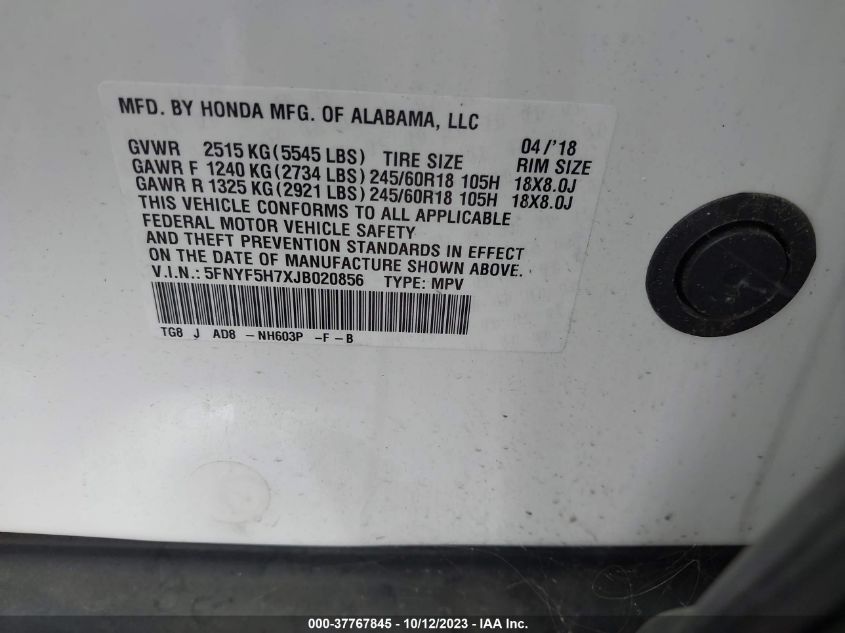 MFD. BY HONDA MFG. OF ALABAMA, LLC
04/'18
GVWR 2515 KG(5545 LBS) TIRE SIZE RIM SIZE
GAWR F 1240 KG(2734 LBS) 245/60R18 105H 18X8.0J
GAWR R 1325 KG(2921 LBS) 245/60R18 105H 18X8.0J
THIS VEHICLE CONFORMS TO ALL APPLICABLE
FEDERAL MOTOR VEHICLE SAFETY
AND THEFT PREVENTION STANDARDS IN EFFECT
ON THE DATE OF MANUFACTURE SHOWN ABOVE.
V.I.N.: 5FNYF5H7XJB020856 TYPE: MPV
TG8 J AD8 - NH603P - F - B
000-37767845 - 10/12/2023 - IAA Inc.